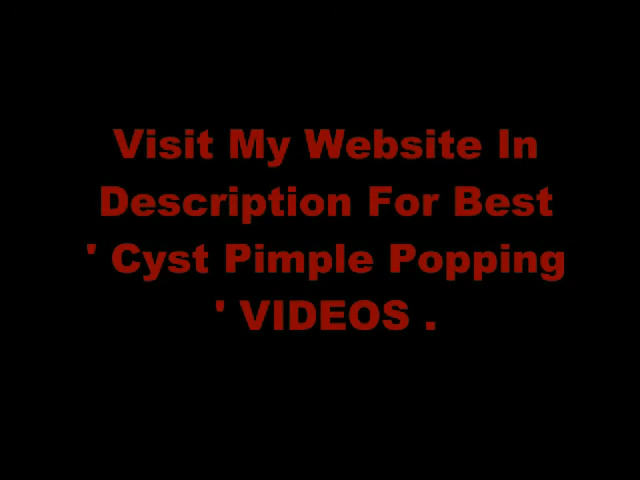 Visit My Website In
Description For Best
' Cyst Pimple Popping
' VIDEOS .